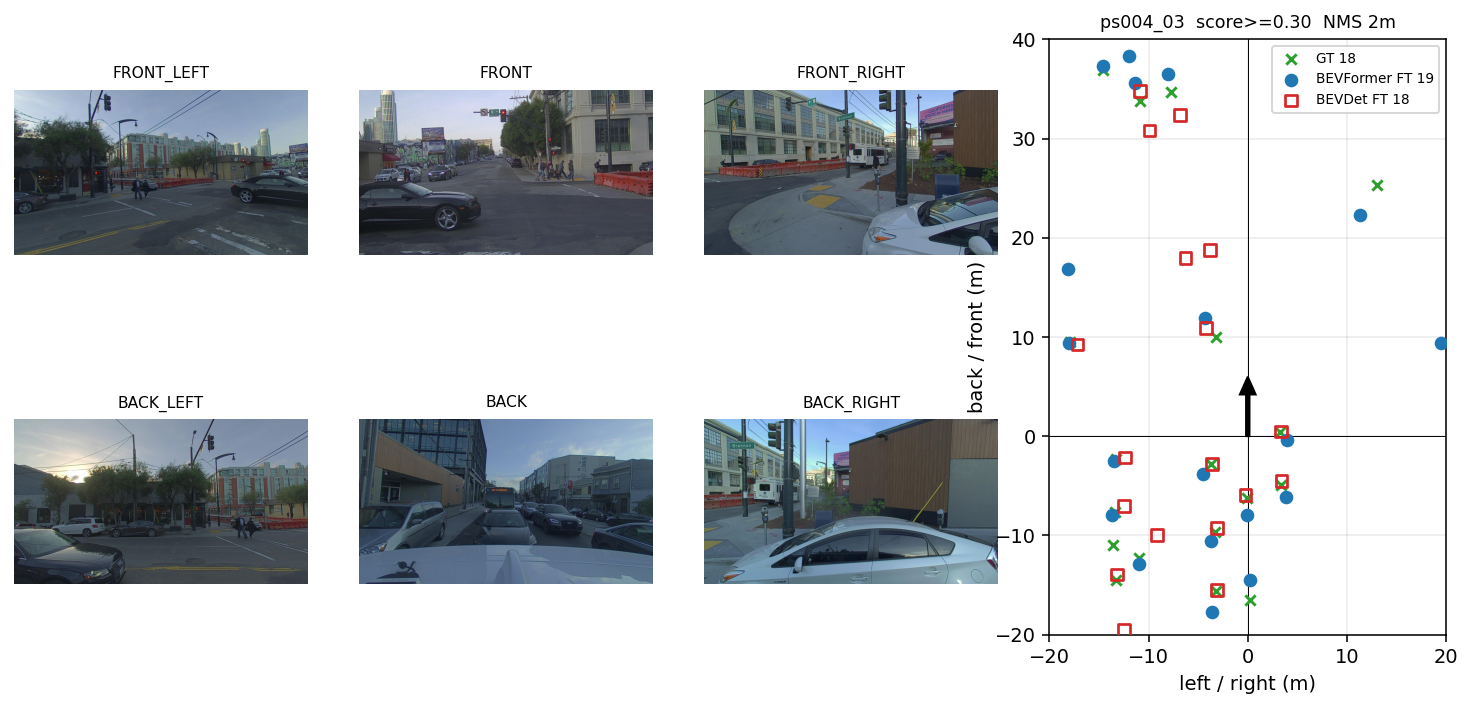 ps004_03  score>=0.30  NMS 2m
FRONT_LEFT
FRONT
FRONT_RIGHT
BACK_LEFT
BACK
BACK_RIGHT
GT 18
BEVFormer FT 19
BEVDet FT 18
back / front (m)
40
30
20
10
0
−10
−20
−20
−10
0
10
20
left / right (m)